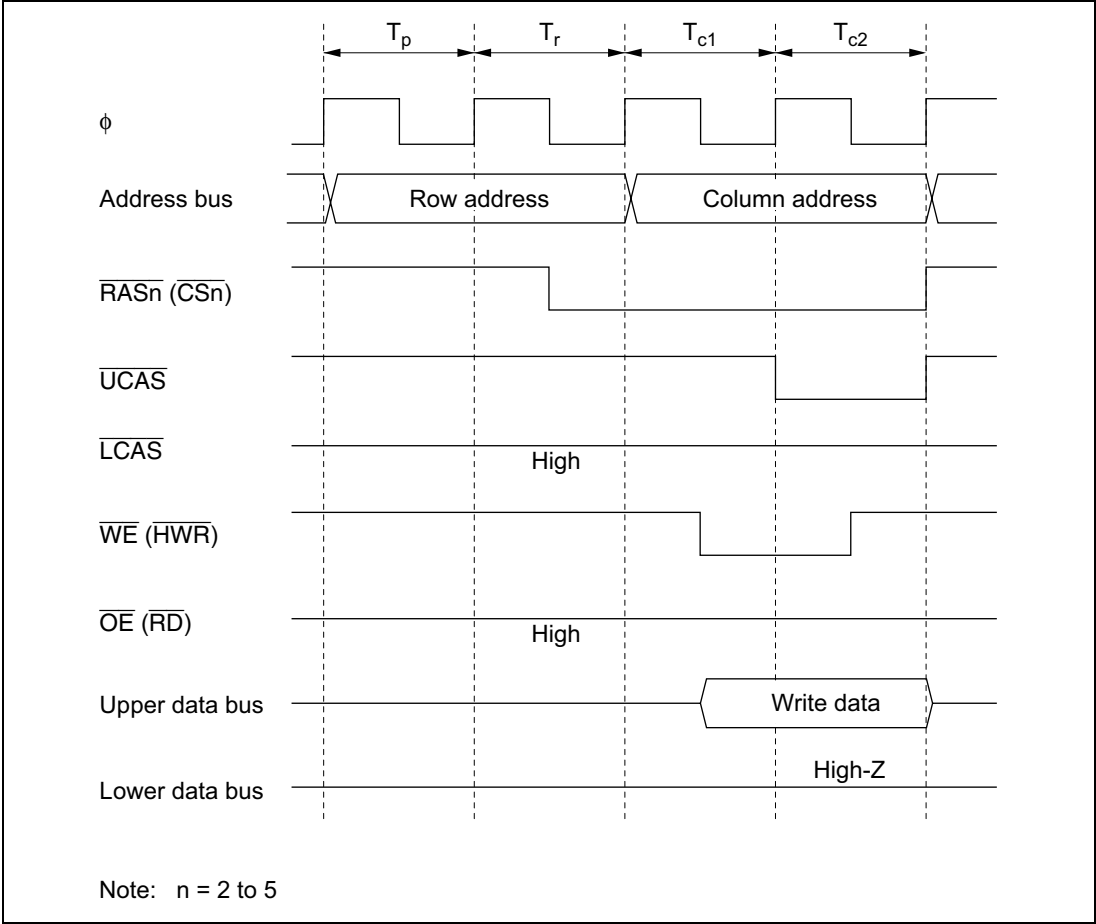 Tp Tr Tc1 Tc2
ϕ
Address bus Row address Column address
RASn (CSn)
UCAS
LCAS
High
WE (HWR)
OE (RD)
High
Upper data bus Write data
High-Z
Lower data bus
Note: n = 2 to 5